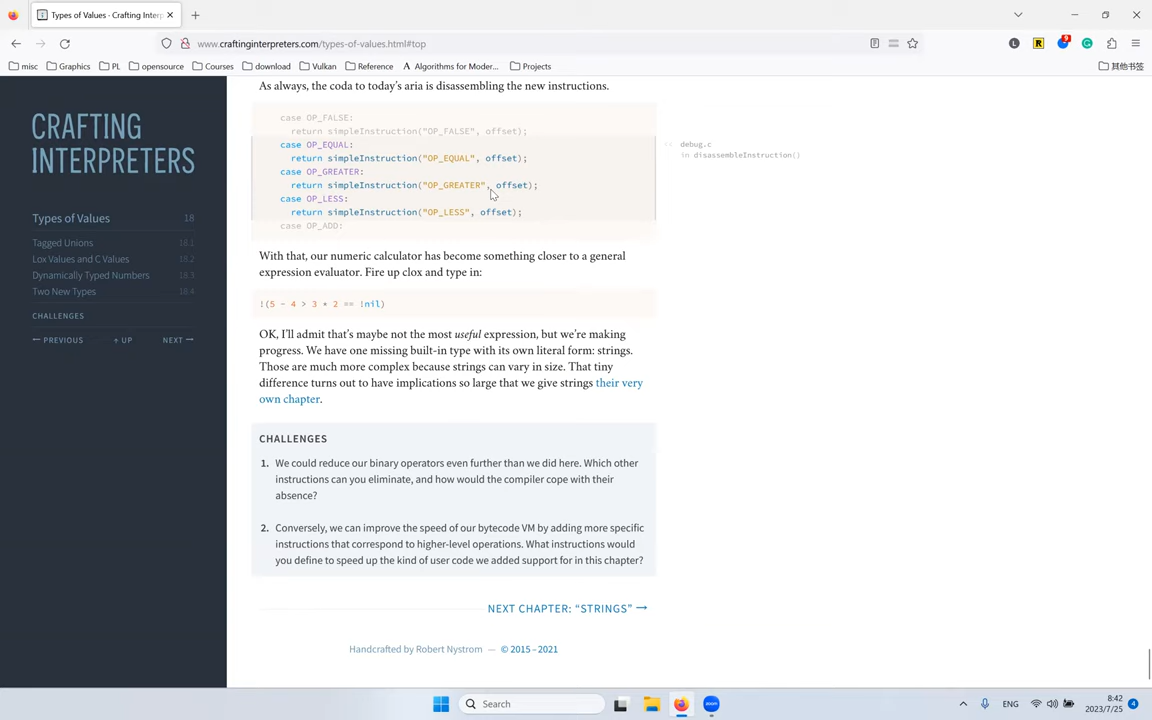 Types of Values - Crafting Interp
www.craftinginterpreters.com/types-of-values.html#top
9
misc Graphics PL opensource Courses download Vulkan Reference Algorithms for Moder... Projects 其他书签
CRAFTING
INTERPRETERS
Types of Values 18
Tagged Unions 18.1
Lox Values and C Values 18.2
Dynamically Typed Numbers 18.3
Two New Types 18.4
CHALLENGES
← PREVIOUS ↑ UP NEXT →
As always, the coda to today's aria is disassembling the new instructions.
case OP_FALSE:
return simpleInstruction("OP_FALSE", offset);
case OP_EQUAL:
return simpleInstruction("OP_EQUAL", offset);
case OP_GREATER:
return simpleInstruction("OP_GREATER", offset);
case OP_LESS:
return simpleInstruction("OP_LESS", offset);
case OP_ADD:
debug.c
in disassembleInstruction()
With that, our numeric calculator has become something closer to a general
expression evaluator. Fire up clox and type in:
!(5 - 4 > 3 * 2 == !nil)
OK, I'll admit that's maybe not the most useful expression, but we're making
progress. We have one missing built-in type with its own literal form: strings.
Those are much more complex because strings can vary in size. That tiny
difference turns out to have implications so large that we give strings their very
own chapter.
CHALLENGES
1. We could reduce our binary operators even further than we did here. Which other
instructions can you eliminate, and how would the compiler cope with their
absence?
2. Conversely, we can improve the speed of our bytecode VM by adding more specific
instructions that correspond to higher-level operations. What instructions would
you define to speed up the kind of user code we added support for in this chapter?
NEXT CHAPTER: "STRINGS" →
Handcrafted by Robert Nystrom — © 2015 – 2021
Search
zoom
ENG
8:42
2023/7/25
4